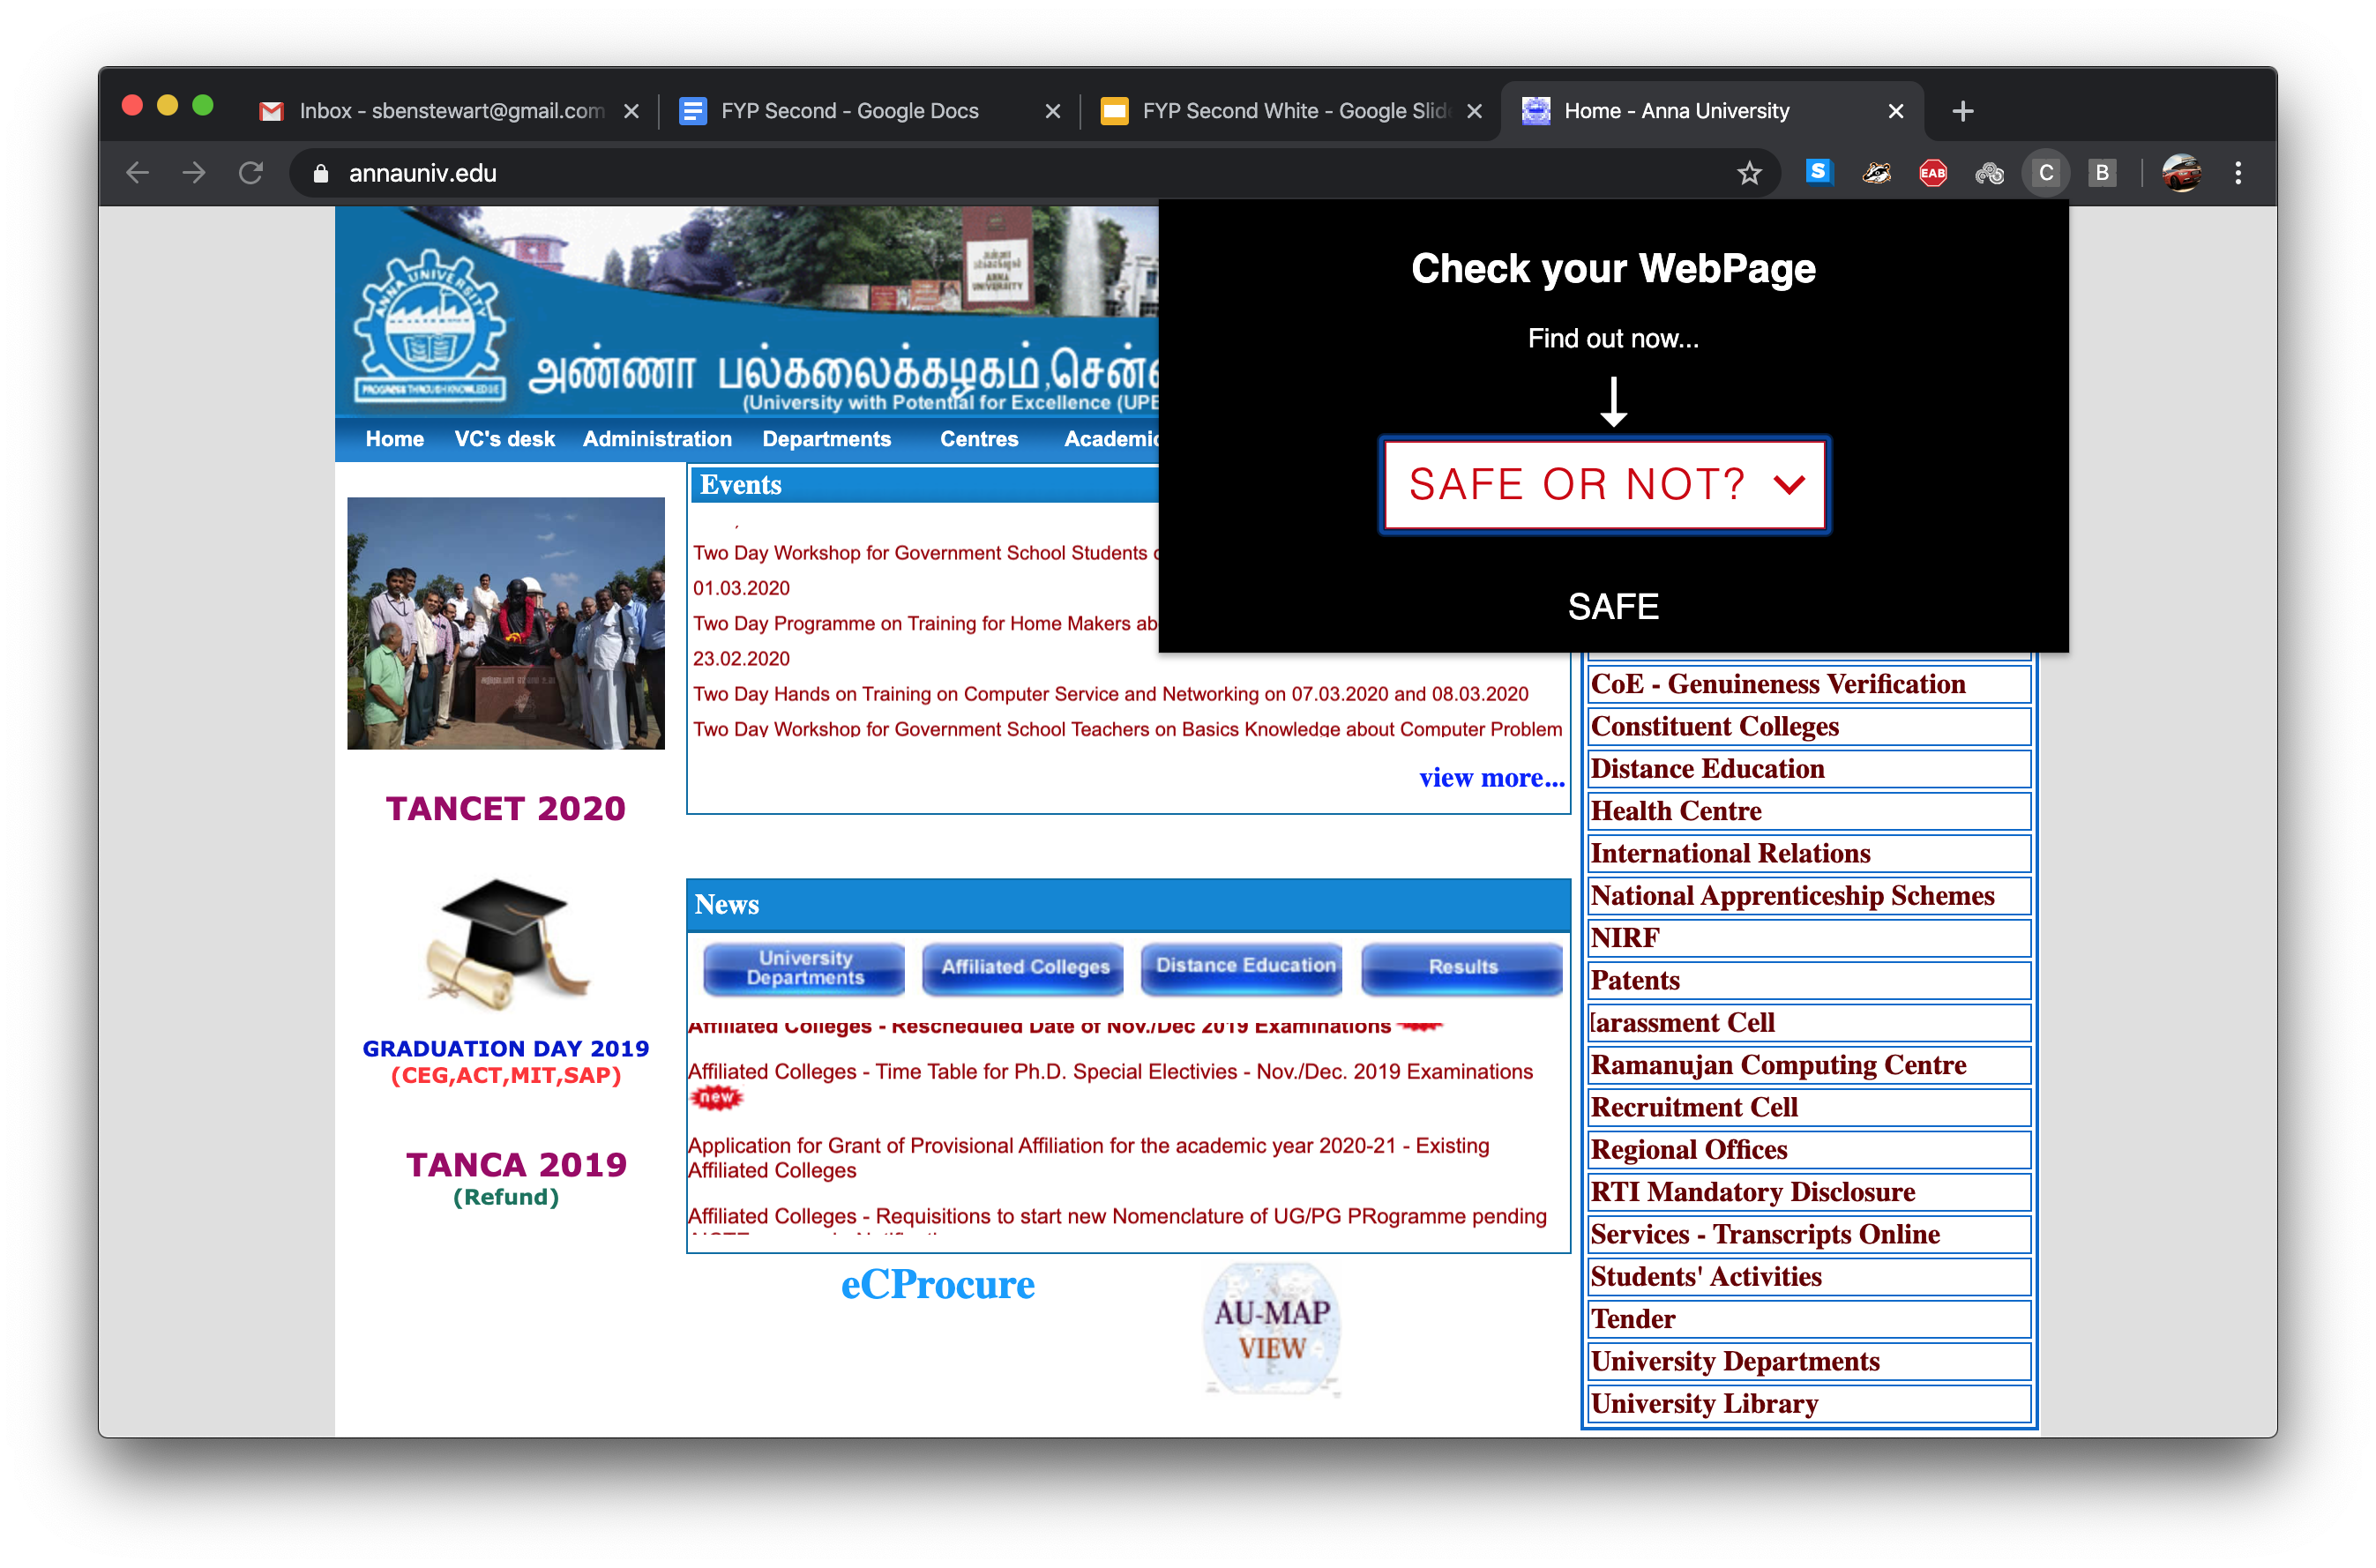 Inbox - sbenstewart@gmail.com
FYP Second - Google Docs
FYP Second White - Google Slid
Home - Anna University
annauniv.edu
S
EAB
C
B
ANNA UNIVERSITY
PROGRESS THROUGH KNOWLEDGE
ANNA
UNIVERSITY
அண்ணா பல்கலைக்கழகம்,சென்
(University with Potential for Excellence (UPE
Home
VC's desk
Administration
Departments
Centres
Academic
Check your WebPage
Find out now...
SAFE OR NOT?
SAFE
TANCET 2020
GRADUATION DAY 2019
(CEG,ACT,MIT,SAP)
TANCA 2019
(Refund)
Events
Two Day Workshop for Government School Students
01.03.2020
Two Day Programme on Training for Home Makers ab
23.02.2020
Two Day Hands on Training on Computer Service and Networking on 07.03.2020 and 08.03.2020
Two Day Workshop for Government School Teachers on Basics Knowledge about Computer Problem
view more...
News
University
Departments
Affiliated Colleges
Distance Education
Results
Affiliated Colleges - Rescheduled Date of Nov./Dec 2019 Examinations
Affiliated Colleges - Time Table for Ph.D. Special Electivies - Nov./Dec. 2019 Examinations
new
Application for Grant of Provisional Affiliation for the academic year 2020-21 - Existing
Affiliated Colleges
Affiliated Colleges - Requisitions to start new Nomenclature of UG/PG PRogramme pending
eCProcure
AU-MAP
VIEW
CoE - Genuineness Verification
Constituent Colleges
Distance Education
Health Centre
International Relations
National Apprenticeship Schemes
NIRF
Patents
arassment Cell
Ramanujan Computing Centre
Recruitment Cell
Regional Offices
RTI Mandatory Disclosure
Services - Transcripts Online
Students' Activities
Tender
University Departments
University Library